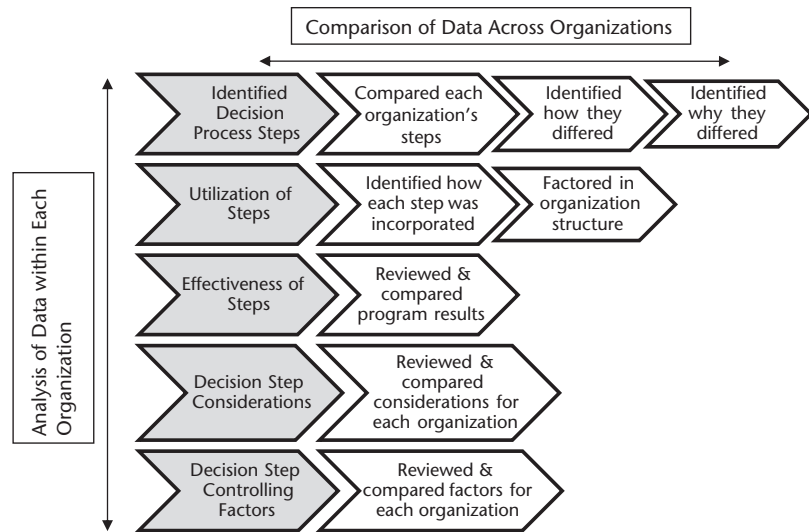 Comparison of Data Across Organizations
Analysis of Data within Each
Organization
Identified
Decision
Process Steps
Compared each
organization's
steps
Identified
how they
differed
Identified
why they
differed
Utilization of
Steps
Identified how
each step was
incorporated
Factored in
organization
structure
Effectiveness of
Steps
Reviewed &
compared
program results
Decision Step
Considerations
Reviewed &
compared
considerations for
each organization
Decision Step
Controlling
Factors
Reviewed &
compared factors for
each organization